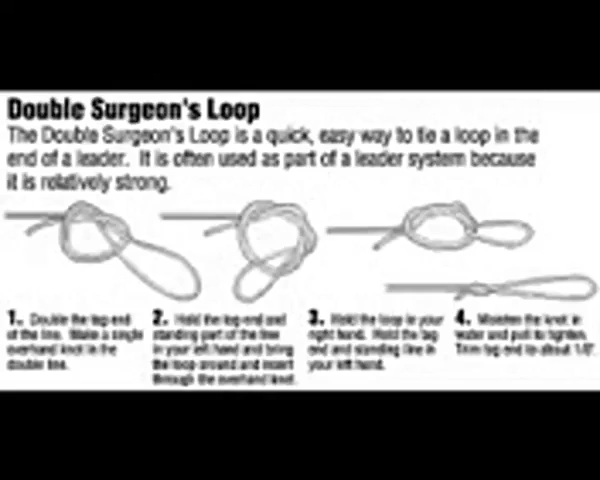 Double Surgeon's Loop
The Double Surgeon's Loop is a quick, easy way to tie a loop in the
end of a leader. It is often used as part of a leader system because
it is relatively strong.
1. Double the tag end
of the line. Make a single
overhand knot in the
double line.
2. Hold the tag end and
standing part of the line
in your left hand and bring
the loop around and insert
through the overhand knot.
3. Hold the loop in your
right hand. Hold the tag
end and standing line in
your left hand.
4. Moisten the knot in
water and pull to tighten.
Trim tag end to about 1/8".